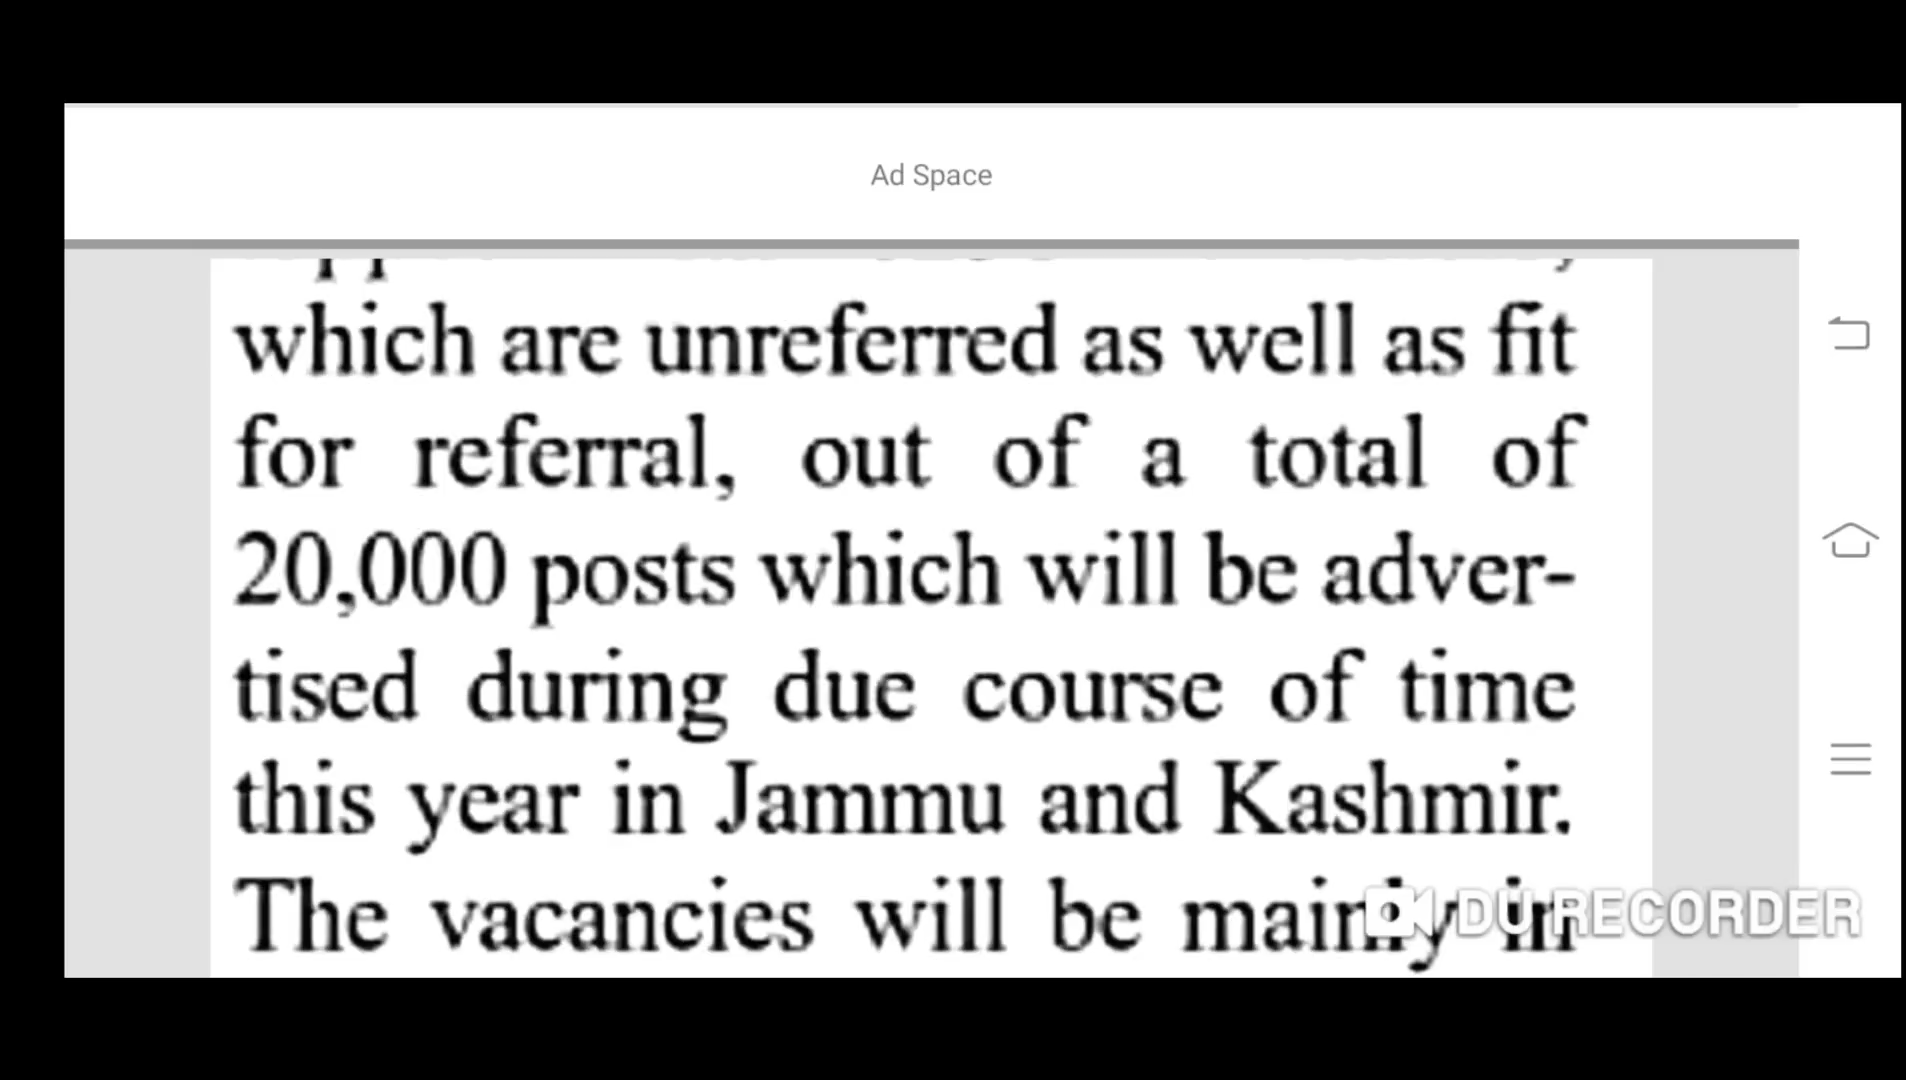 Ad Space
which are unreferred as well as fit
for referral, out of a total of
20,000 posts which will be adver-
tised during due course of time
this year in Jammu and Kashmir.
The vacancies will be mainly in
DU RECORDER